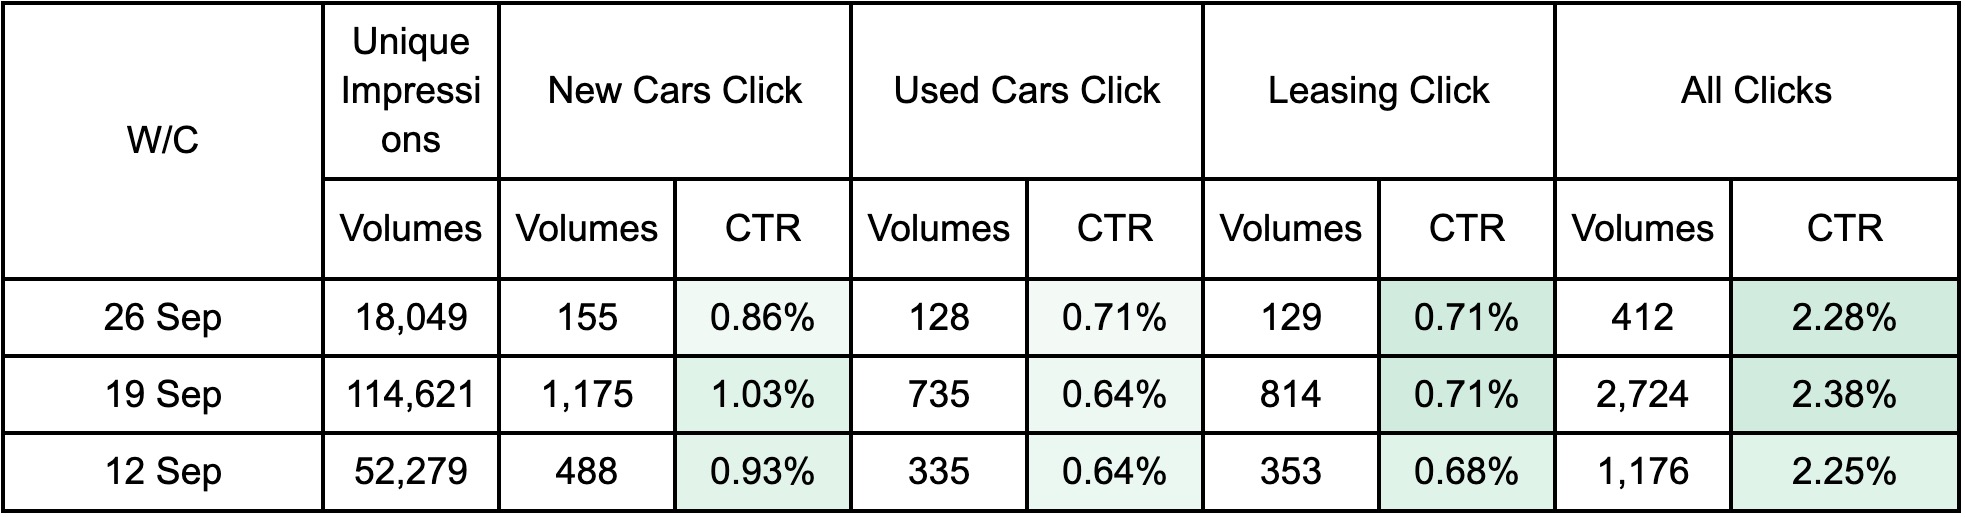 W/C
Unique
Impressi
ons
New Cars Click
Used Cars Click
Leasing Click
All Clicks
Volumes Volumes CTR Volumes CTR Volumes CTR Volumes CTR
26 Sep 18,049 155 0.86% 128 0.71% 129 0.71% 412 2.28%
19 Sep 114,621 1,175 1.03% 735 0.64% 814 0.71% 2,724 2.38%
12 Sep 52,279 488 0.93% 335 0.64% 353 0.68% 1,176 2.25%